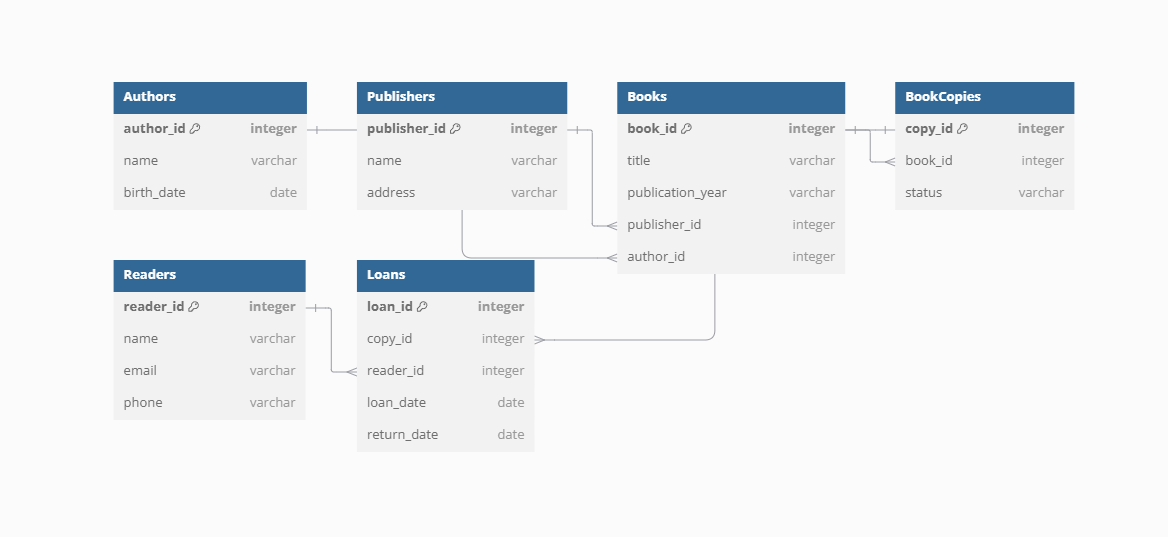 Authors
author_id integer
name varchar
birth_date date
Publishers
publisher_id integer
name varchar
address varchar
Books
book_id integer
title varchar
publication_year varchar
publisher_id integer
author_id integer
BookCopies
copy_id integer
book_id integer
status varchar
Readers
reader_id integer
name varchar
email varchar
phone varchar
Loans
loan_id integer
copy_id integer
reader_id integer
loan_date date
return_date date